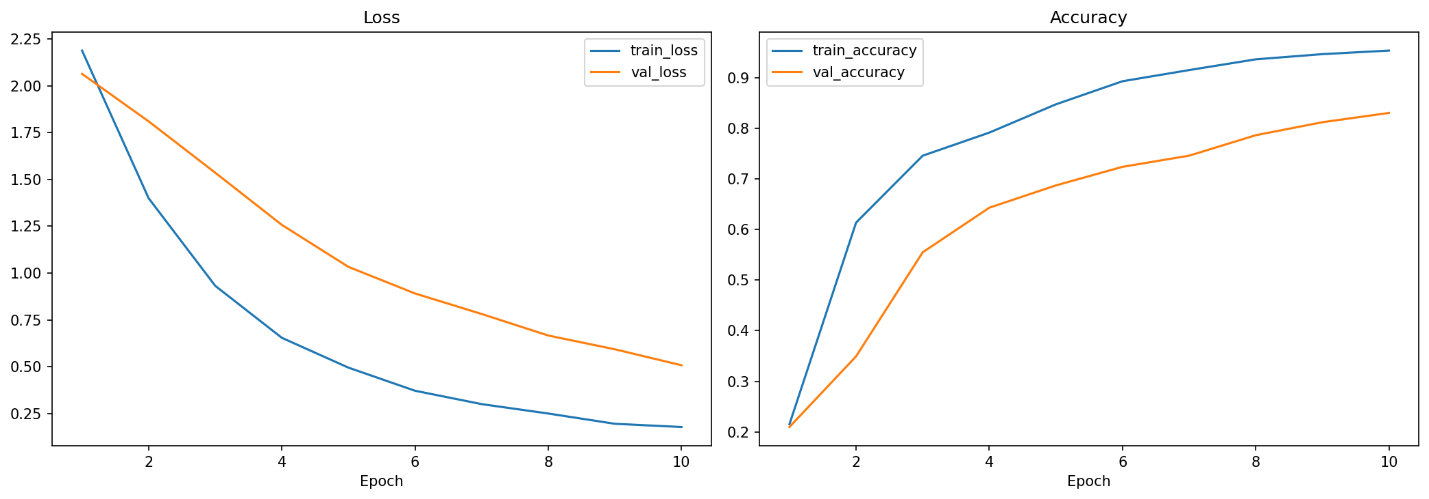 Loss
2.25
2.00
1.75
1.50
1.25
1.00
0.75
0.50
0.25
2 4 6 8 10
Epoch
train_loss
val_loss
Accuracy
0.9
0.8
0.7
0.6
0.5
0.4
0.3
0.2
2 4 6 8 10
Epoch
train_accuracy
val_accuracy